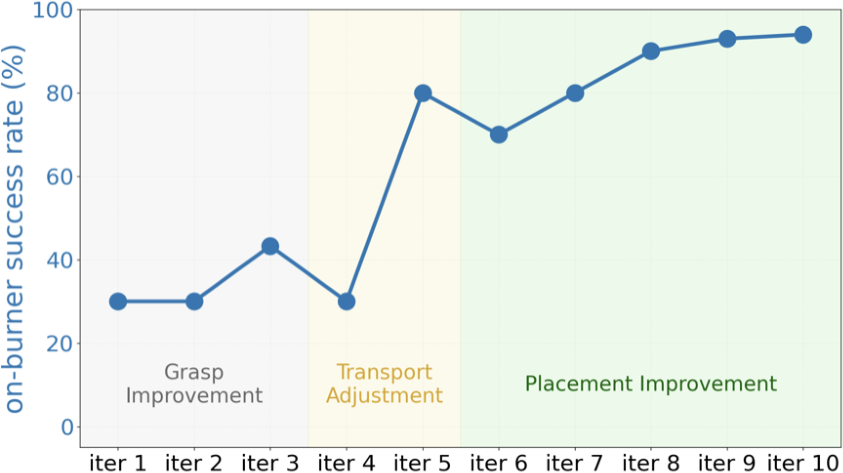 on-burner success rate (%)
100
80
60
40
20
0
Grasp
Improvement
Transport
Adjustment
Placement Improvement
iter 1 iter 2 iter 3 iter 4 iter 5 iter 6 iter 7 iter 8 iter 9 iter 10